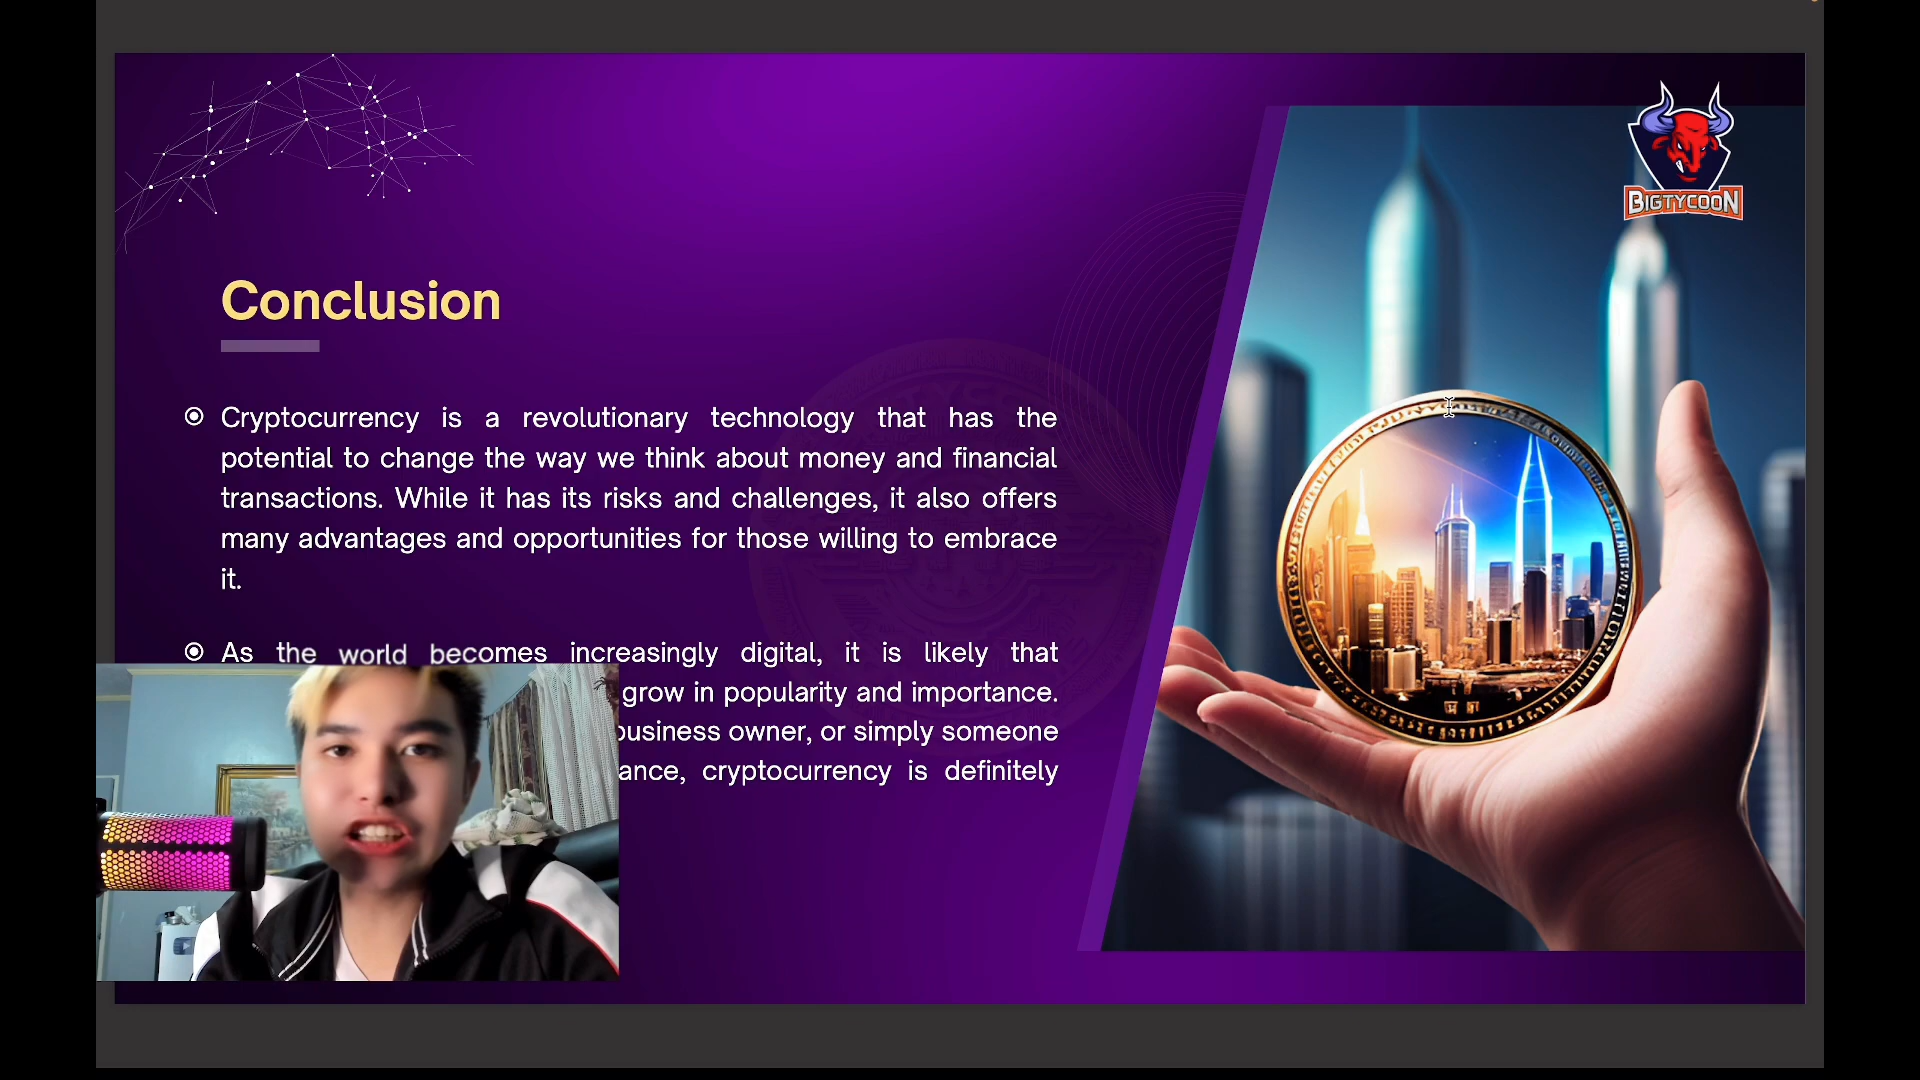 BIGTYCOON
Conclusion
Cryptocurrency is a revolutionary technology that has the
potential to change the way we think about money and financial
transactions. While it has its risks and challenges, it also offers
many advantages and opportunities for those willing to embrace
it.
As the world becomes increasingly digital, it is likely that
grow in popularity and importance.
business owner, or simply someone
cryptocurrency is definitely